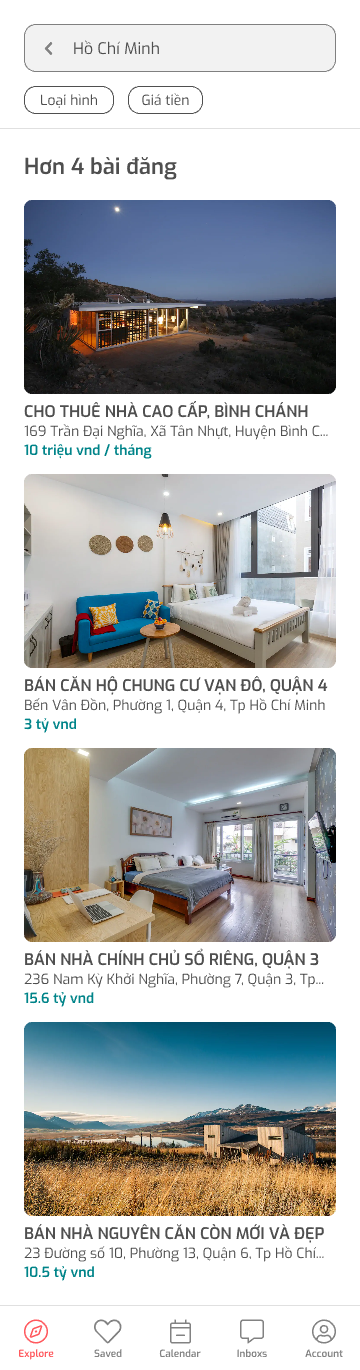 Hồ Chí Minh
Loại hình
Giá tiền
Hơn 4 bài đăng
CHO THUÊ NHÀ CAO CẤP, BÌNH CHÁNH
169 Trần Đại Nghĩa, Xã Tân Nhựt, Huyện Bình C...
10 triệu vnd / tháng
BÁN CĂN HỘ CHUNG CƯ VẠN ĐÔ, QUẬN 4
Bến Vân Đồn, Phường 1, Quận 4, Tp Hồ Chí Minh
3 tỷ vnd
BÁN NHÀ CHÍNH CHỦ SỔ RIÊNG, QUẬN 3
236 Nam Kỳ Khởi Nghĩa, Phường 7, Quận 3, Tp...
15.6 tỷ vnd
BÁN NHÀ NGUYÊN CĂN CÒN MỚI VÀ ĐẸP
23 Đường số 10, Phường 13, Quận 6, Tp Hồ Chí...
10.5 tỷ vnd
Explore
Saved
Calendar
Inboxs
Account